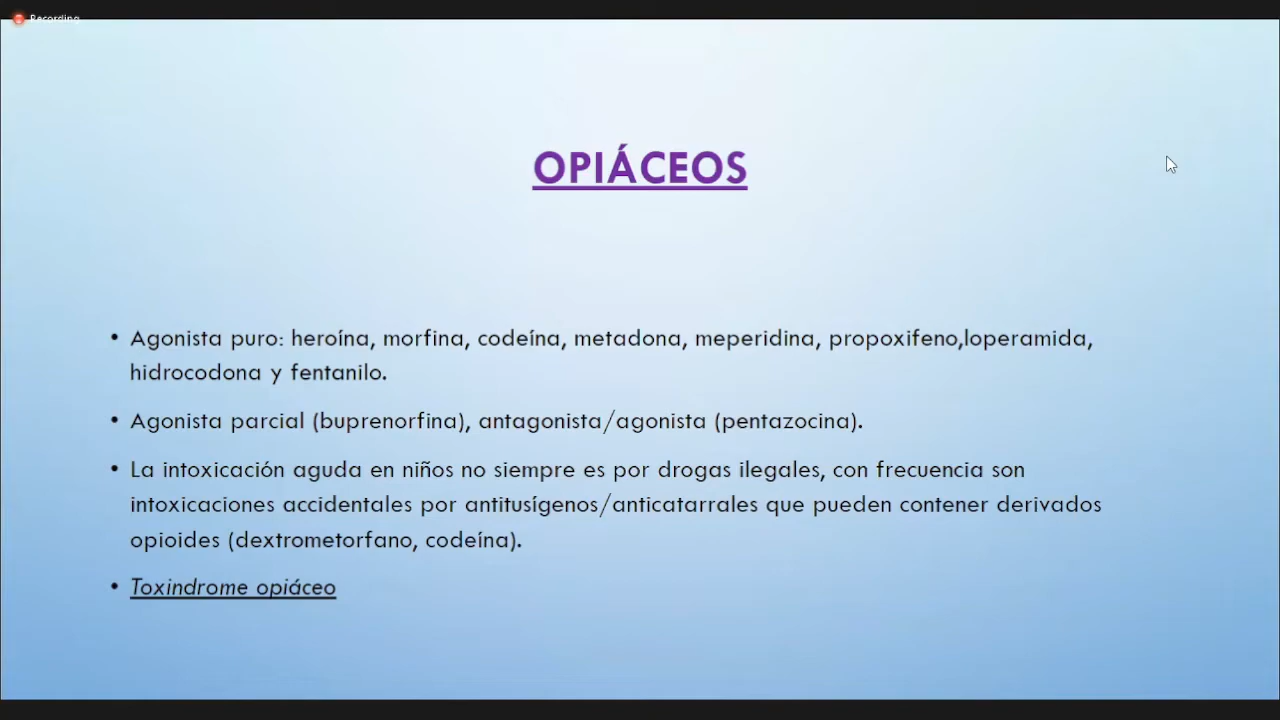 Recording
OPIÁCEOS
• Agonista puro: heroína, morfina, codeína, metadona, meperidina, propoxifeno,loperamida,
hidrocodona y fentanilo.
• Agonista parcial (buprenorfina), antagonista/agonista (pentazocina).
• La intoxicación aguda en niños no siempre es por drogas ilegales, con frecuencia son
intoxicaciones accidentales por antitusígenos/anticatarrales que pueden contener derivados
opioides (dextrometorfano, codeína).
• Toxindrome opiáceo